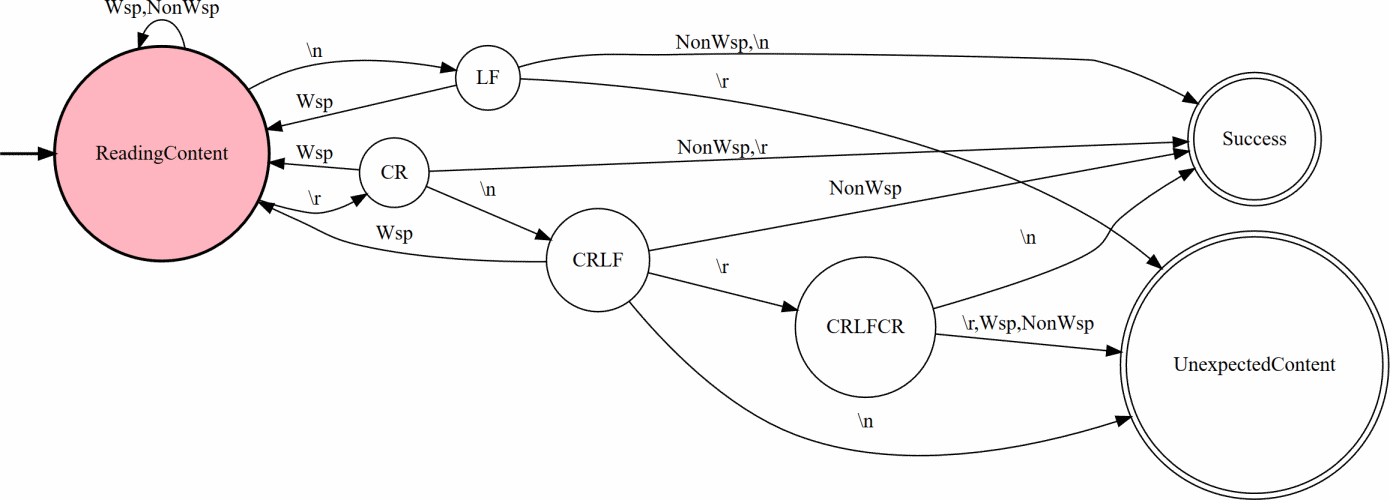 Wsp,NonWsp
\n
NonWsp,\n
LF
\r
Wsp
Success
NonWsp,\r
ReadingContent
Wsp
CR
\n
NonWsp
\r
Wsp
\n
CRLF
\r
\r,Wsp,NonWsp
CRLFCR
UnexpectedContent
\n